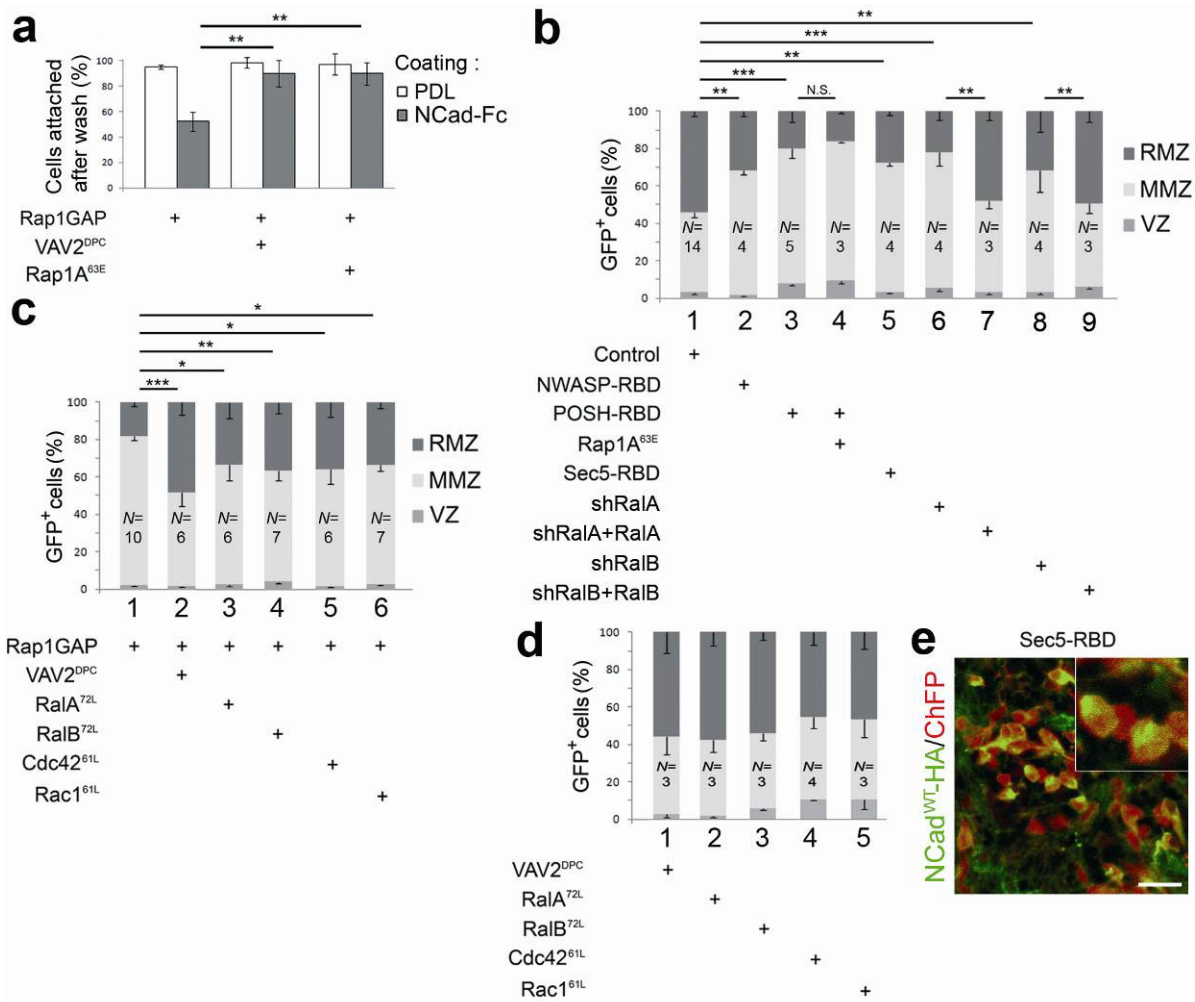 a
** 
**
Cells attached after wash (%)
100
80
60
40
20
0
Coating :
PDL
NCad-Fc
Rap1GAP + + +
VAV2DPC +
Rap1A63E +
b
**
***
**
***
** N.S. ** **
GFP+ cells (%)
100
80
60
40
20
0
N= 14 N= 4 N= 5 N= 3 N= 4 N= 4 N= 3 N= 4 N= 3
RMZ
MMZ
VZ
1 2 3 4 5 6 7 8 9
Control +
NWASP-RBD +
POSH-RBD + +
Rap1A63E +
Sec5-RBD +
shRalA +
shRalA+RalA +
shRalB +
shRalB+RalB +
c
*
*
**
*
***
GFP+ cells (%)
100
80
60
40
20
0
N= 10 N= 6 N= 6 N= 7 N= 6 N= 7
RMZ
MMZ
VZ
1 2 3 4 5 6
Rap1GAP + + + + + +
VAV2DPC +
RalA72L +
RalB72L +
Cdc4261L +
Rac161L +
d
GFP+ cells (%)
100
80
60
40
20
0
N= 3 N= 3 N= 3 N= 4 N= 3
1 2 3 4 5
VAV2DPC +
RalA72L +
RalB72L +
Cdc4261L +
Rac161L +
e
Sec5-RBD
NCadWT-HA/ChFP